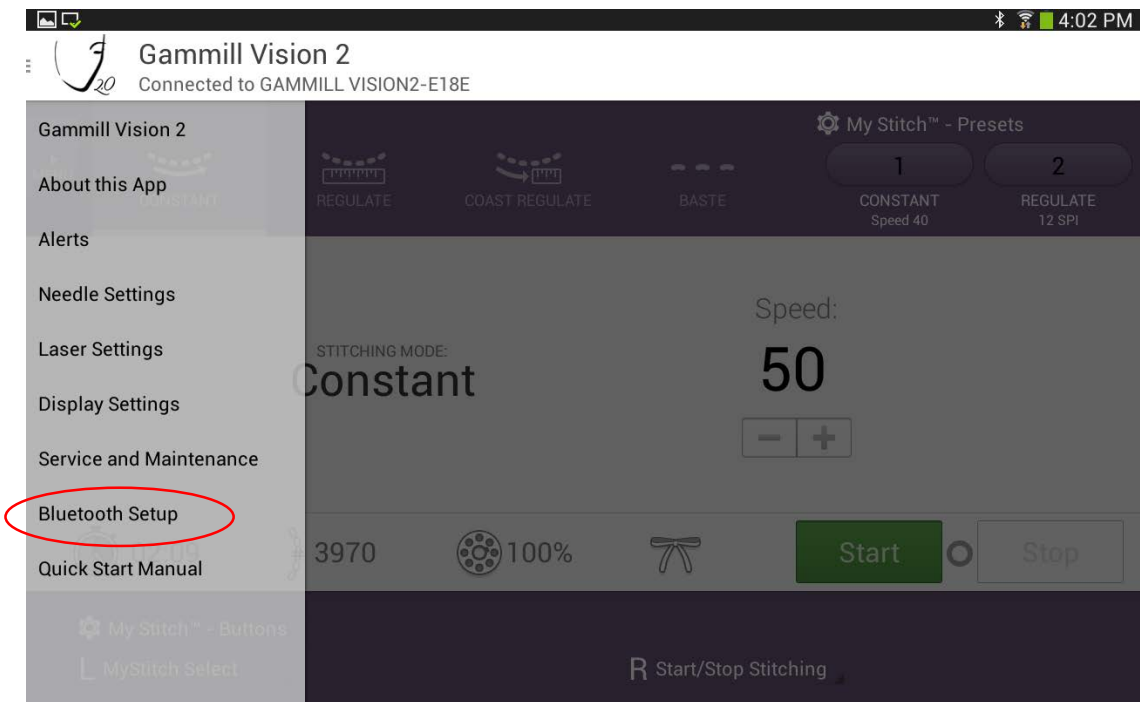 4:02 PM
20
Gammill Vision 2
Connected to GAMMILL VISION2-E18E
Gammill Vision 2
About this App
Alerts
Needle Settings
Laser Settings
Display Settings
Service and Maintenance
Bluetooth Setup
Quick Start Manual
My Stitch™ - Presets
1
2
CONSTANT
REGULATE
COAST REGULATE
BASTE
CONSTANT
Speed 40
REGULATE
12 SPI
STITCHING MODE:
Constant
Speed:
50
3970
100%
Start
Stop
My Stitch™ - Buttons
L MyStitch Select
R Start/Stop Stitching